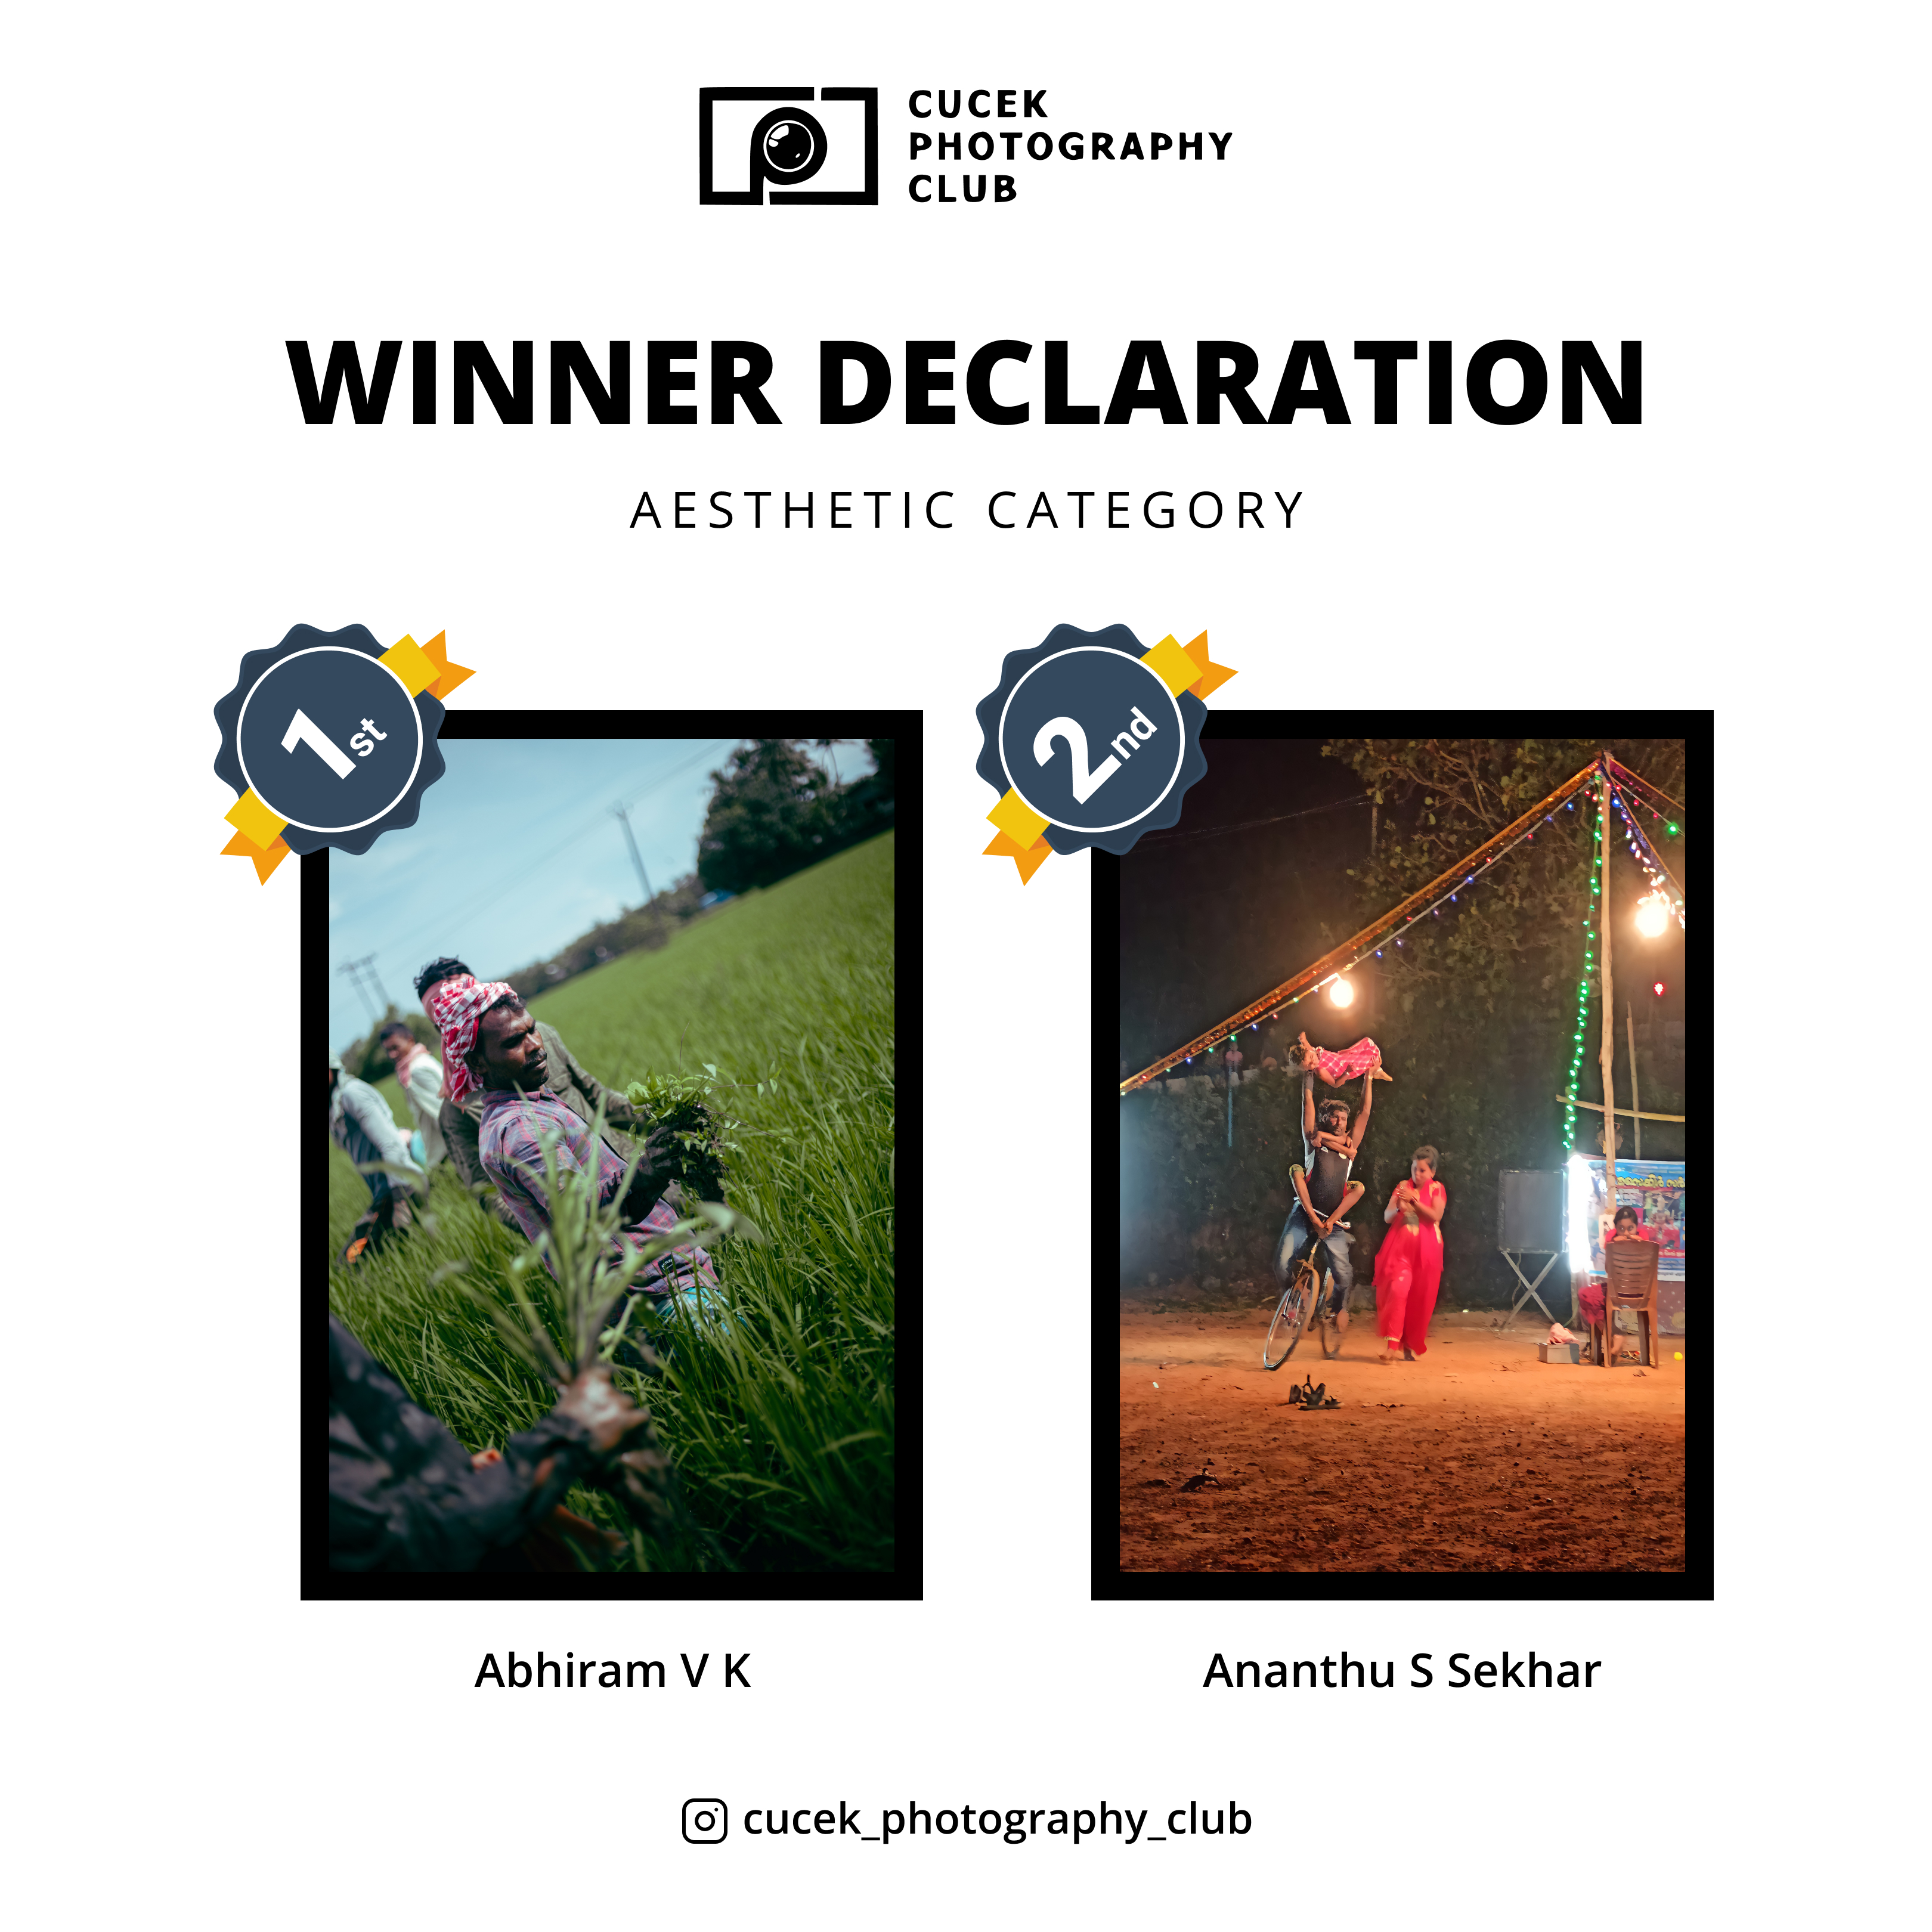 CUCEK
PHOTOGRAPHY
CLUB
WINNER DECLARATION
AESTHETIC CATEGORY
1st
2nd
Abhiram V K
Ananthu S Sekhar
cucek_photography_club